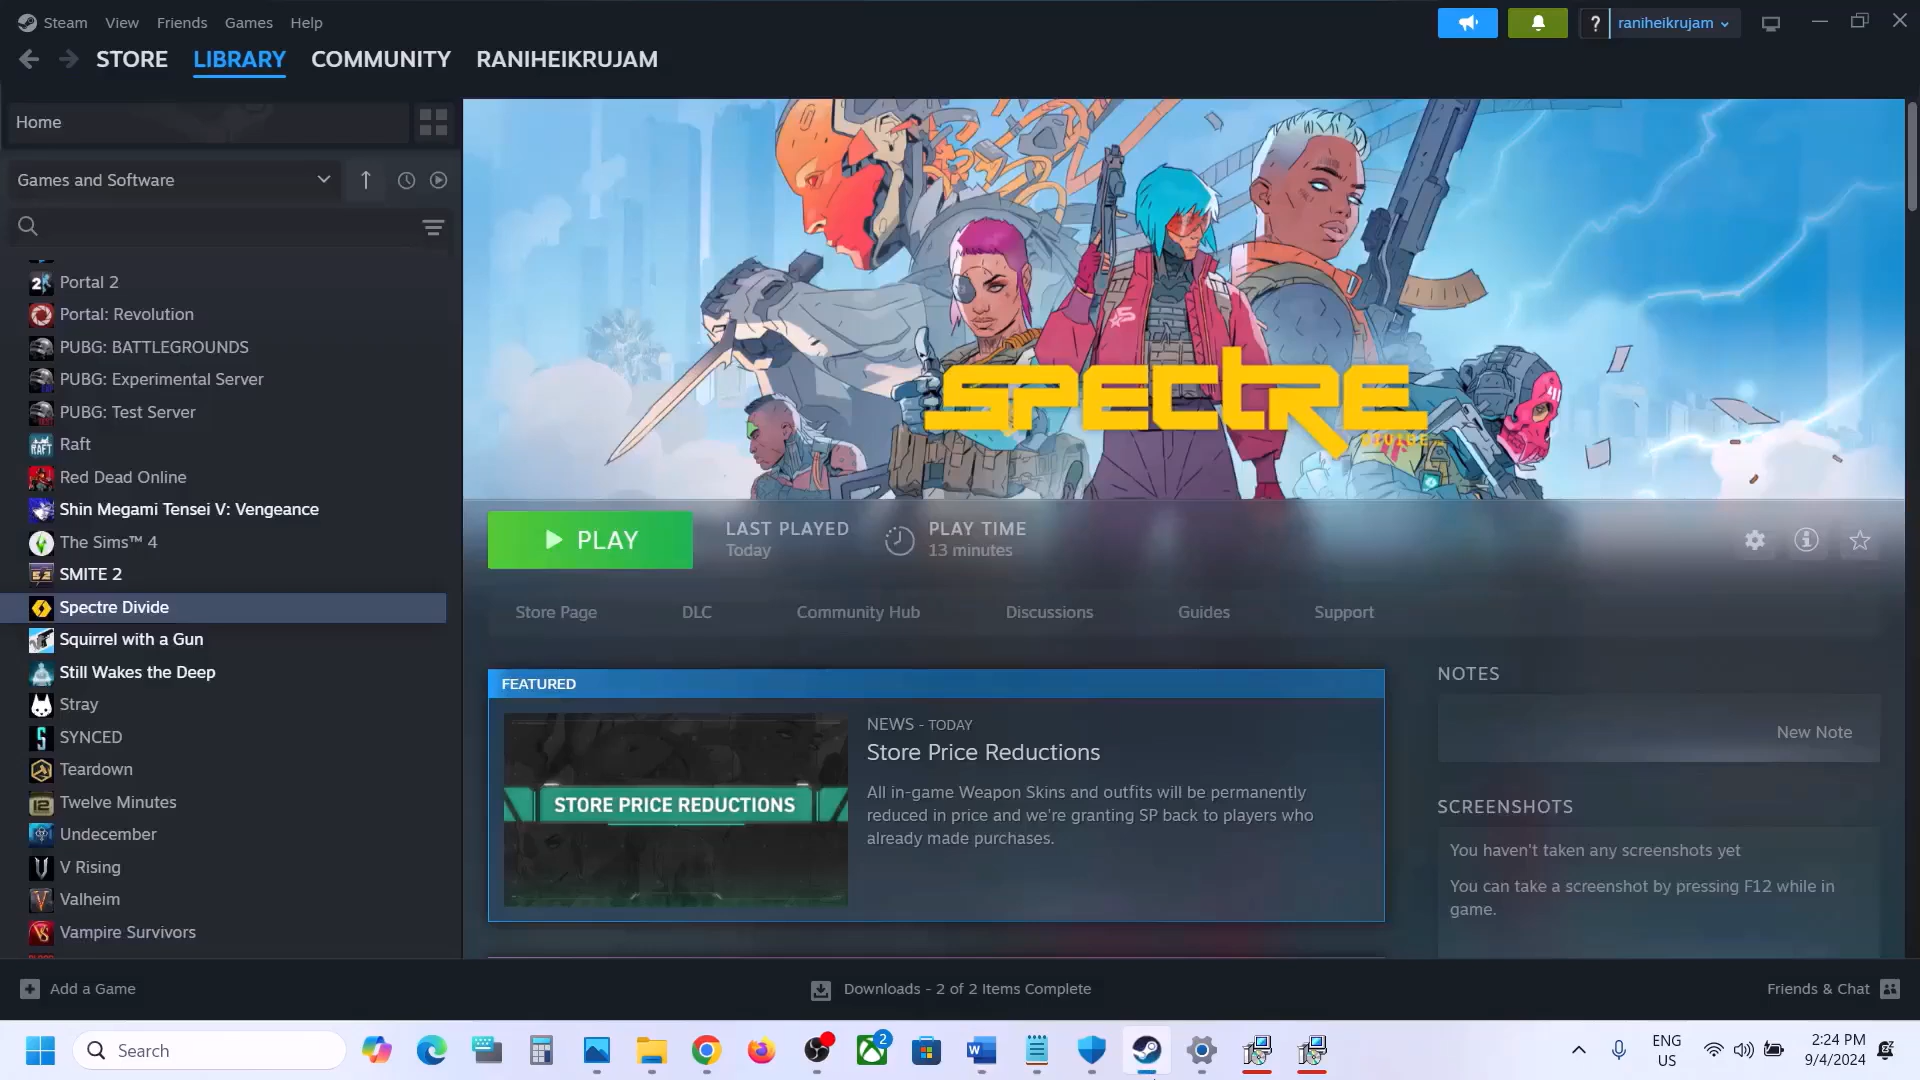 Steam View Friends Games Help
? raniheikrujam
STORE LIBRARY COMMUNITY RANIHEIKRUJAM
Home
Games and Software
Portal 2
Portal: Revolution
PUBG: BATTLEGROUNDS
PUBG: Experimental Server
PUBG: Test Server
Raft
Red Dead Online
Shin Megami Tensei V: Vengeance
The Sims™ 4
SMITE 2
Spectre Divide
Squirrel with a Gun
Still Wakes the Deep
Stray
SYNCED
Teardown
Twelve Minutes
Undecember
V Rising
Valheim
Vampire Survivors
Add a Game
SPECTRE
DIVIDE
PLAY
LAST PLAYED
Today
PLAY TIME
13 minutes
Store Page DLC Community Hub Discussions Guides Support
FEATURED
STORE PRICE REDUCTIONS
NEWS - TODAY
Store Price Reductions
All in-game Weapon Skins and outfits will be permanently
reduced in price and we're granting SP back to players who
already made purchases.
NOTES
New Note
SCREENSHOTS
You haven't taken any screenshots yet
You can take a screenshot by pressing F12 while in
game.
Downloads - 2 of 2 Items Complete
Friends & Chat
Search
2
ENG
US
2:24 PM
9/4/2024